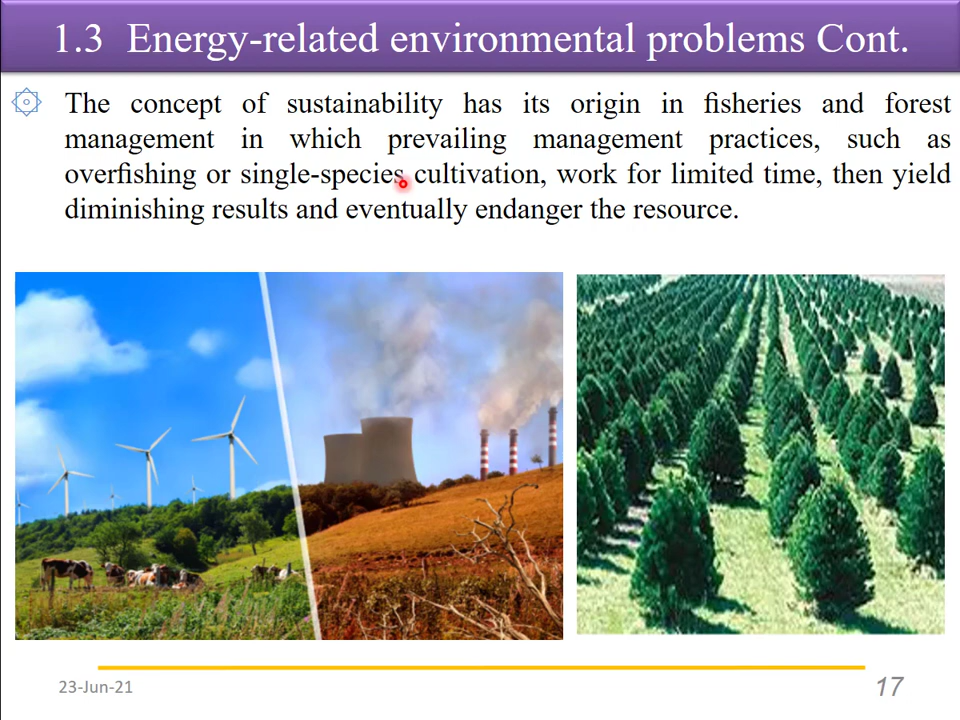 1.3 Energy-related environmental problems Cont.
The concept of sustainability has its origin in fisheries and forest
management in which prevailing management practices, such as
overfishing or single-species cultivation, work for limited time, then yield
diminishing results and eventually endanger the resource.
23-Jun-21
17